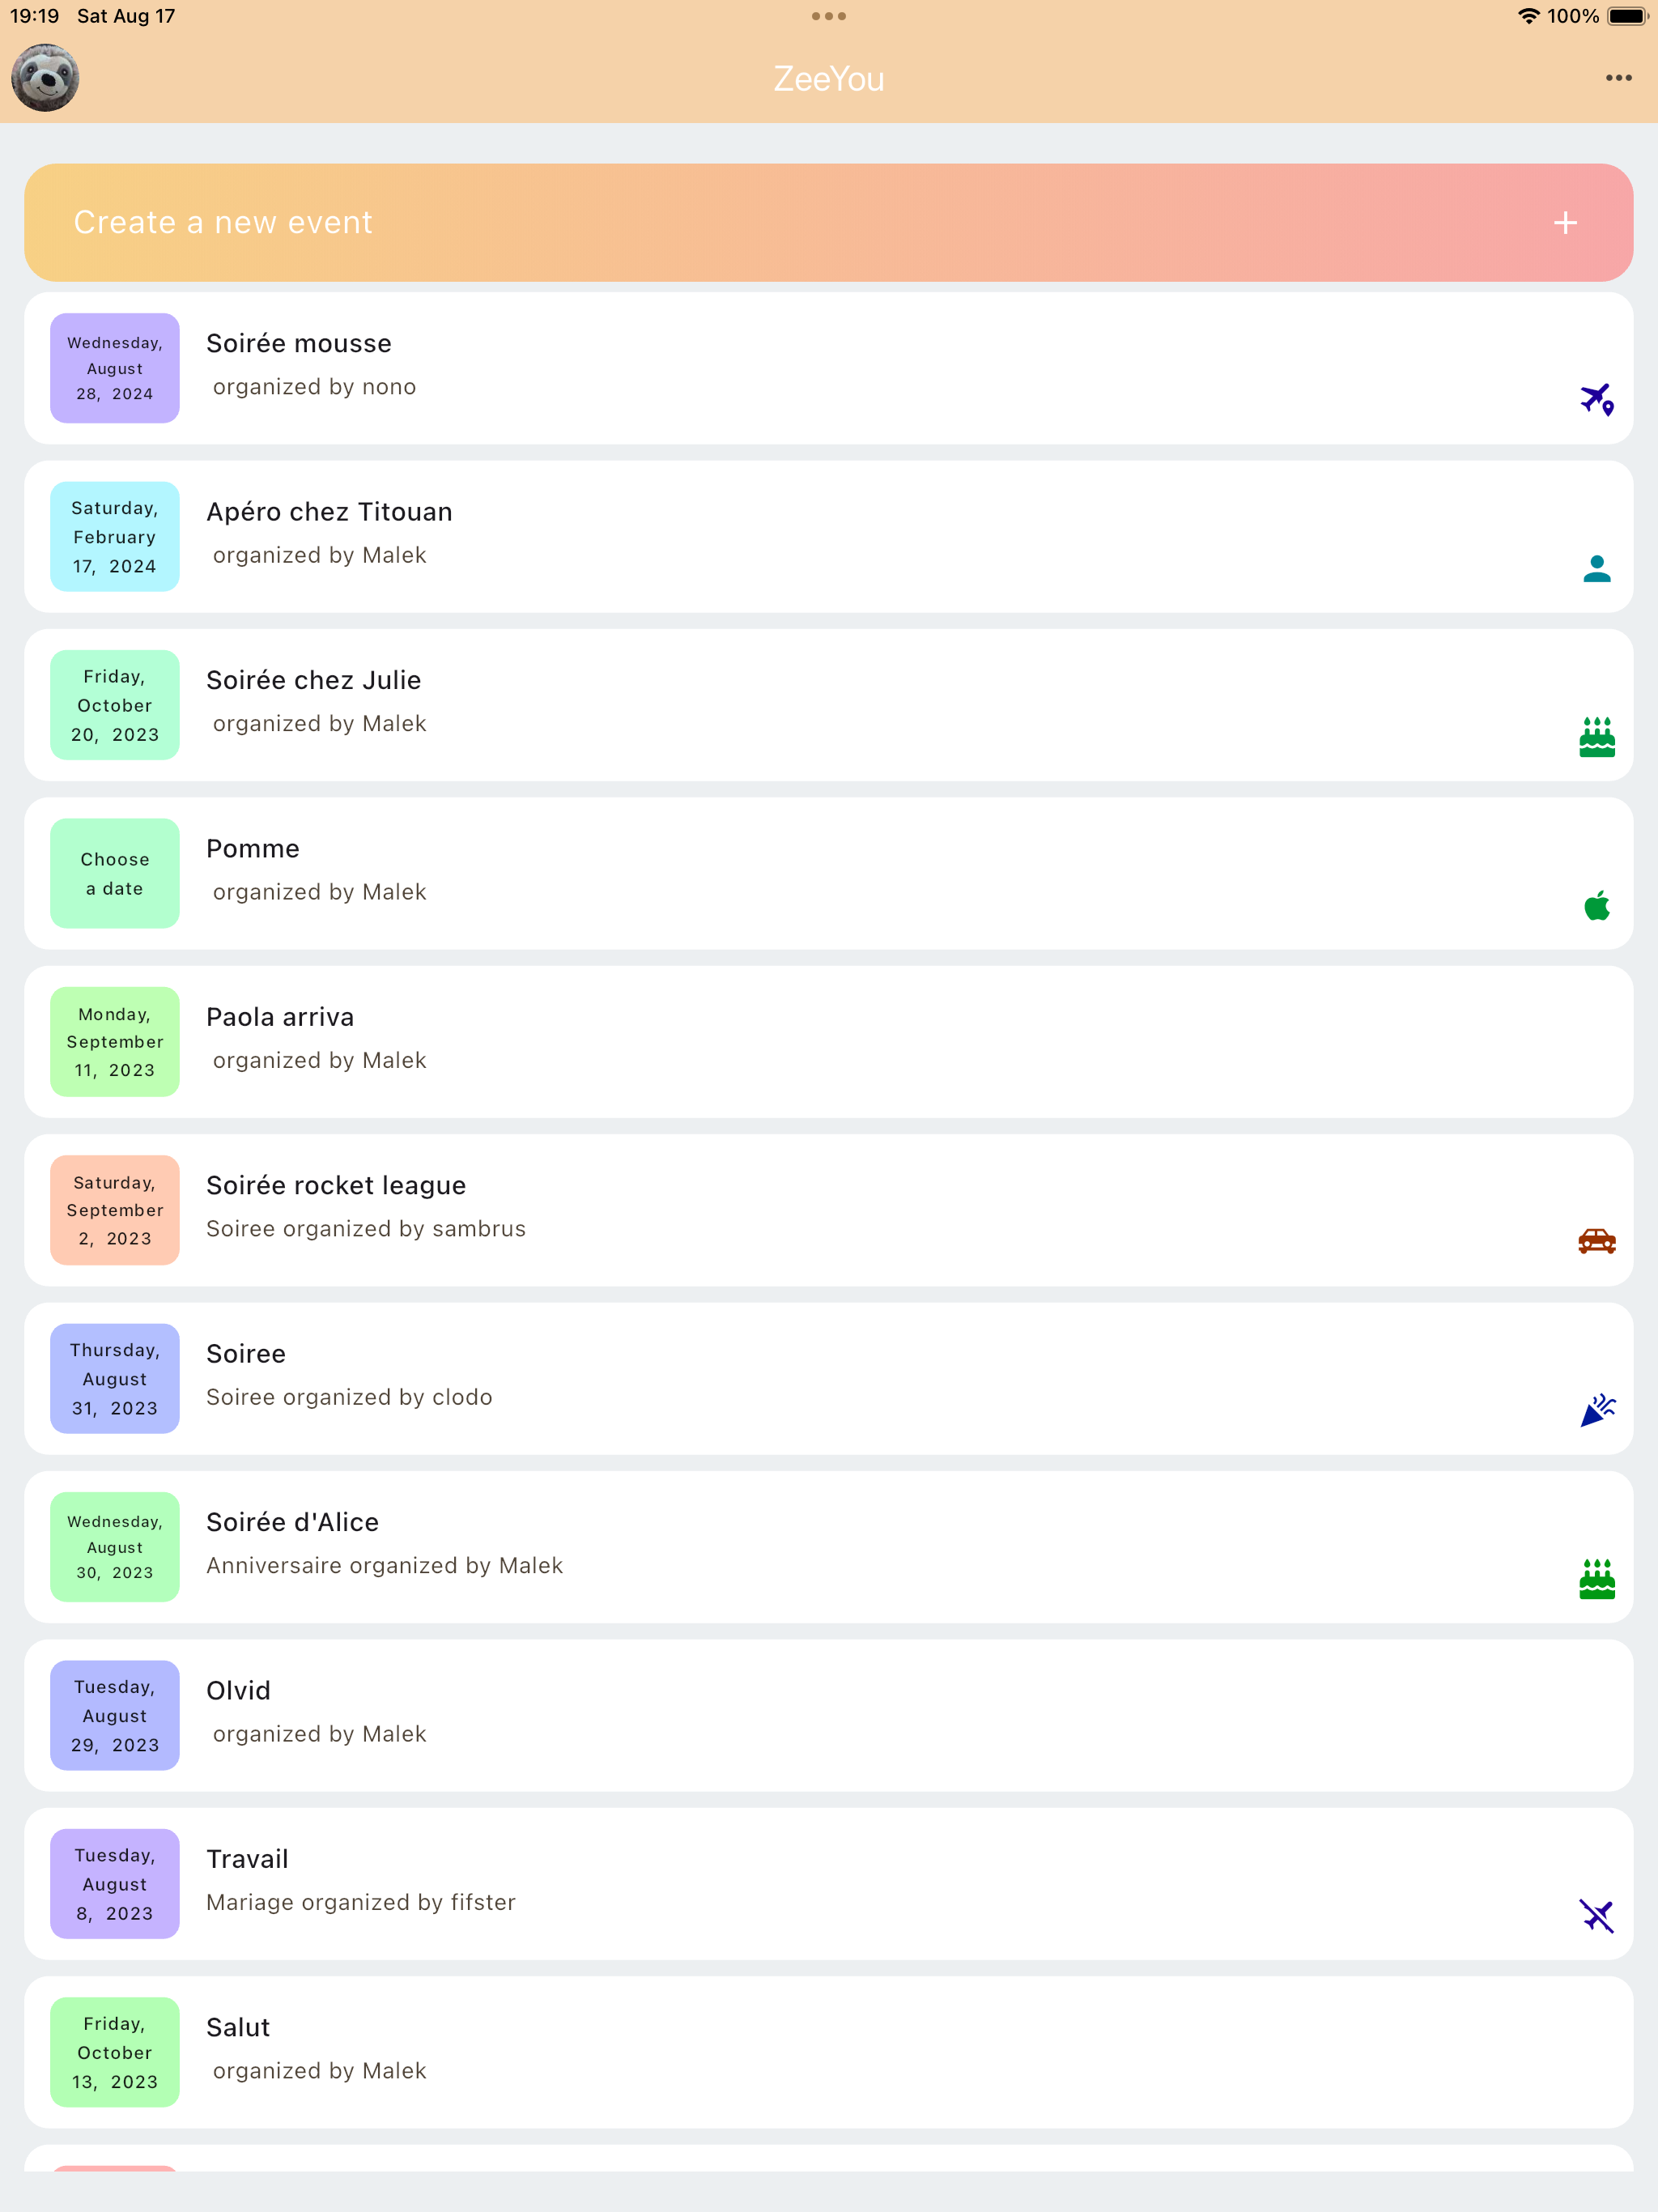 19:19 Sat Aug 17
100%
ZeeYou
Create a new event
Wednesday,
August
28, 2024
Soirée mousse
organized by nono
Saturday,
February
17, 2024
Apéro chez Titouan
organized by Malek
Friday,
October
20, 2023
Soirée chez Julie
organized by Malek
Choose
a date
Pomme
organized by Malek
Monday,
September
11, 2023
Paola arriva
organized by Malek
Saturday,
September
2, 2023
Soirée rocket league
Soiree organized by sambrus
Thursday,
August
31, 2023
Soiree
Soiree organized by clodo
Wednesday,
August
30, 2023
Soirée d'Alice
Anniversaire organized by Malek
Tuesday,
August
29, 2023
Olvid
organized by Malek
Tuesday,
August
8, 2023
Travail
Mariage organized by fifster
Friday,
October
13, 2023
Salut
organized by Malek